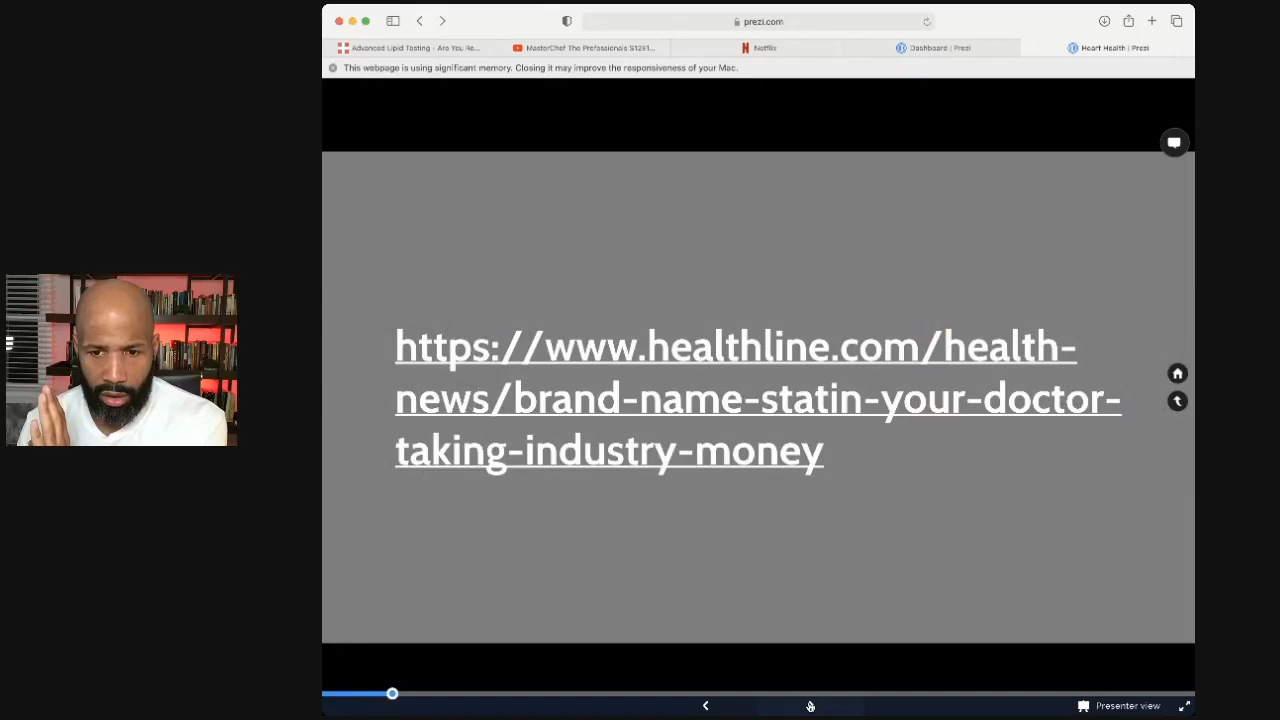 prezi.com
Advanced Lipid Testing - Are You Re...
MasterChef The Professionals S12E1...
Netflix
Dashboard | Prezi
Heart Health | Prezi
This webpage is using significant memory. Closing it may improve the responsiveness of your Mac.
https://www.healthline.com/health-
news/brand-name-statin-your-doctor-
taking-industry-money
Presenter view